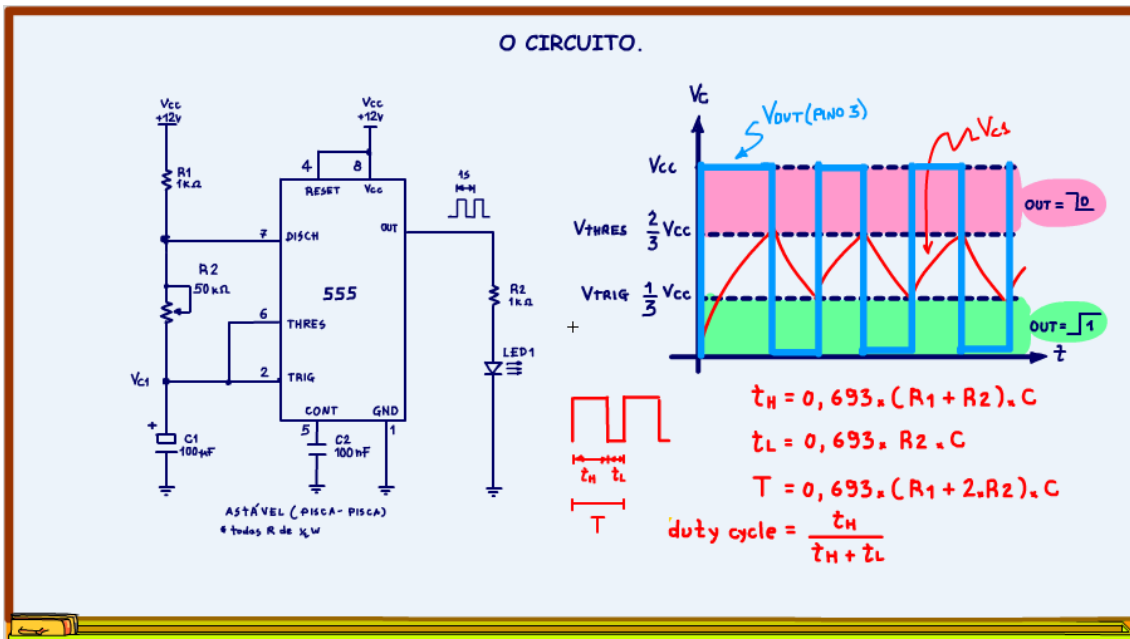 O CIRCUITO.
Vcc
+12v
R1
1kΩ
R2
50kΩ
VC1
+
C1
100µF
Vcc
+12v
4
8
RESET
Vcc
7
DISCH
OUT
555
6
THRES
2
TRIG
CONT
GND
5
1
C2
100nF
1s
R2
1kΩ
LED1
ASTÁVEL (PISCA-PISCA)
* todos R de ¼ W
VC
VOUT (PINO 3)
VC1
Vcc
OUT = 0
VTHRES 2/3 Vcc
VTRIG 1/3 Vcc
OUT = 1
t
tH = 0,693 x (R1 + R2) x C
tL = 0,693 x R2 x C
T = 0,693 x (R1 + 2 x R2) x C
duty cycle = tH / tH + tL
tH tL
T